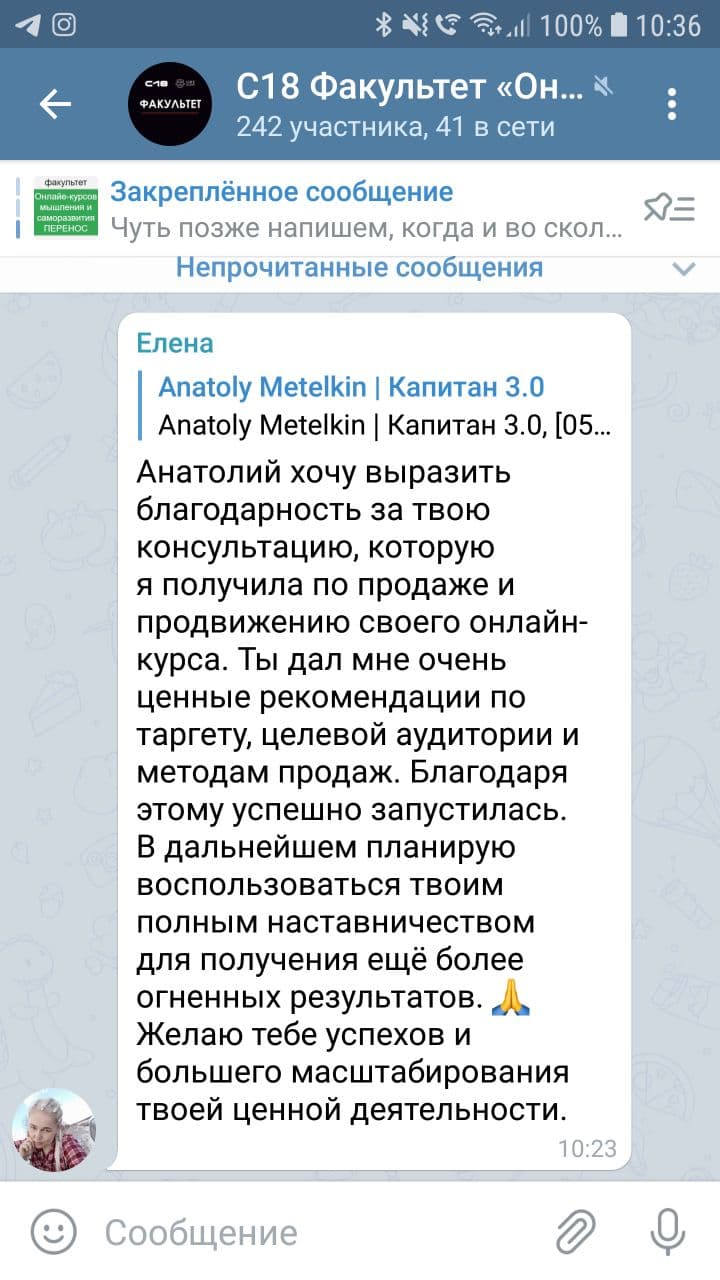 100% 10:36
С18
ФАКУЛЬТЕТ
С18 Факультет «Он...
242 участника, 41 в сети
факультет
Онлайн-курсов
мышления и
саморазвития
ПЕРЕНОС
Закреплённое сообщение
Чуть позже напишем, когда и во скол...
Непрочитанные сообщения
Елена
Anatoly Metelkin | Капитан 3.0
Anatoly Metelkin | Капитан 3.0, [05...
Анатолий хочу выразить
благодарность за твою
консультацию, которую
я получила по продаже и
продвижению своего онлайн-
курса. Ты дал мне очень
ценные рекомендации по
таргету, целевой аудитории и
методам продаж. Благодаря
этому успешно запустилась.
В дальнейшем планирую
воспользоваться твоим
полным наставничеством
для получения ещё более
огненных результатов. 🙏
Желаю тебе успехов и
большего масштабирования
твоей ценной деятельности.
10:23
Сообщение